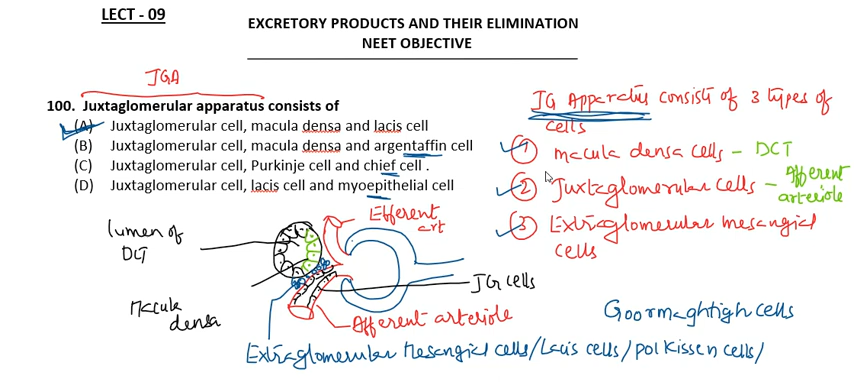 LECT - 09
EXCRETORY PRODUCTS AND THEIR ELIMINATION
NEET OBJECTIVE
JGA
100. Juxtaglomerular apparatus consists of
(A) Juxtaglomerular cell, macula densa and lacis cell
(B) Juxtaglomerular cell, macula densa and argentaffin cell
(C) Juxtaglomerular cell, Purkinje cell and chief cell .
(D) Juxtaglomerular cell, lacis cell and myoepithelial cell
JG Apparatus consists of 3 types of
cells
1 macula densa cells - DCT
2 Juxtaglomerular cells - Afferent
arteriole
3 Extraglomerular mesangial
cells
lumen of
DCT
Efferent
art
Macula
densa
JG cells
Afferent arteriole
Goormaghtigh cells
Extraglomerular Mesangial cells/Lacis cells/polkissen cells/